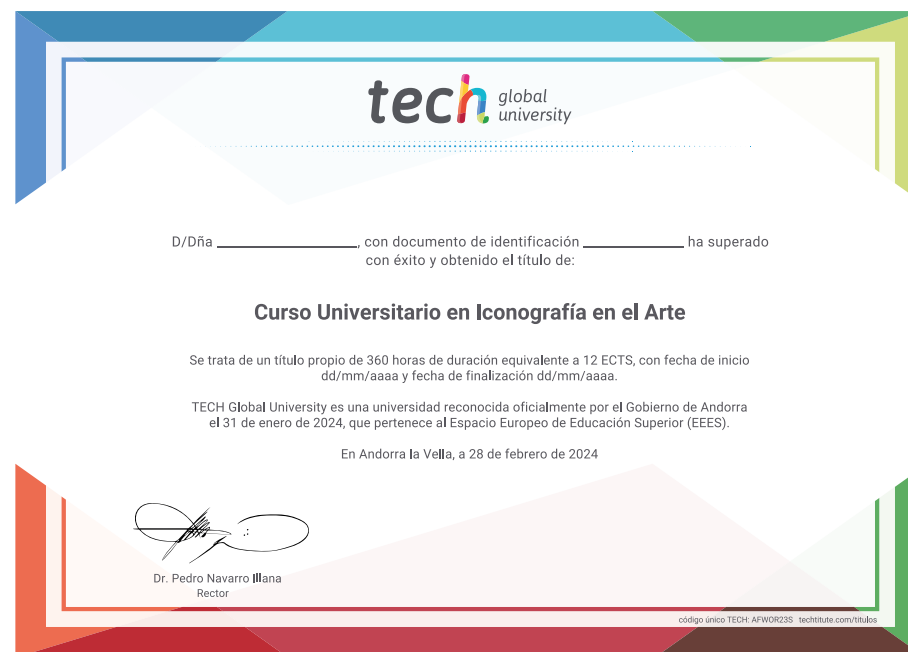 tech global
university
D/Dña ________________, con documento de identificación ____________ ha superado
con éxito y obtenido el título de:
Curso Universitario en Iconografía en el Arte
Se trata de un título propio de 360 horas de duración equivalente a 12 ECTS, con fecha de inicio
dd/mm/aaaa y fecha de finalización dd/mm/aaaa.
TECH Global University es una universidad reconocida oficialmente por el Gobierno de Andorra
el 31 de enero de 2024, que pertenece al Espacio Europeo de Educación Superior (EEES).
En Andorra la Vella, a 28 de febrero de 2024
Dr. Pedro Navarro Illana
Rector
código único TECH: AFWOR23S techtitute.com/titulos